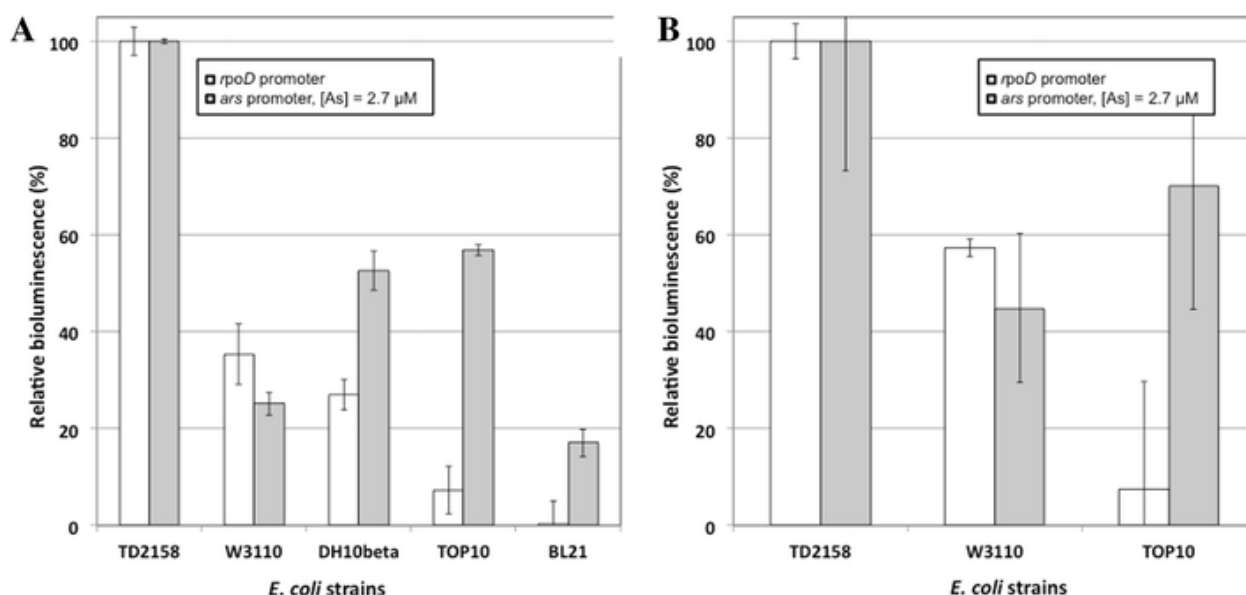 A
Relative bioluminescence (%)
100
80
60
40
20
0
rpoD promoter
ars promoter, [As] = 2.7 µM
TD2158 W3110 DH10beta TOP10 BL21
E. coli strains
B
Relative bioluminescence (%)
100
80
60
40
20
0
rpoD promoter
ars promoter, [As] = 2.7 µM
TD2158 W3110 TOP10
E. coli strains